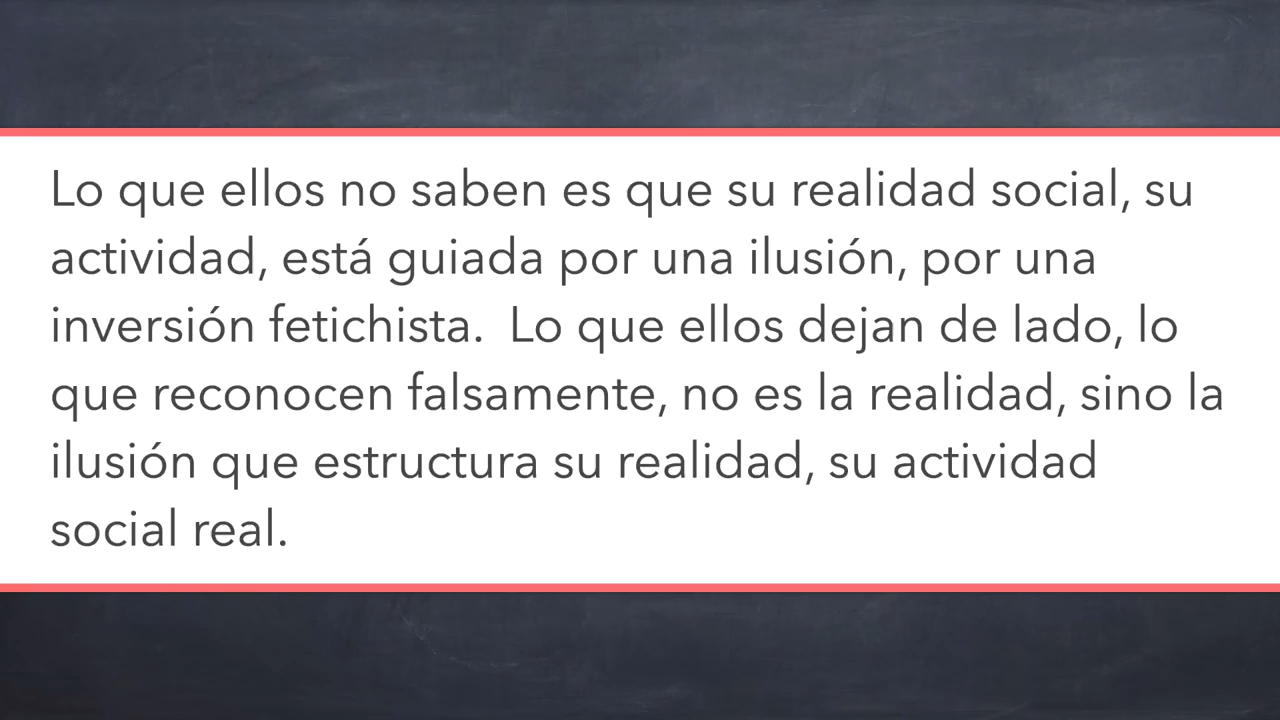 Lo que ellos no saben es que su realidad social, su
actividad, está guiada por una ilusión, por una
inversión fetichista.  Lo que ellos dejan de lado, lo
que reconocen falsamente, no es la realidad, sino la
ilusión que estructura su realidad, su actividad
social real.